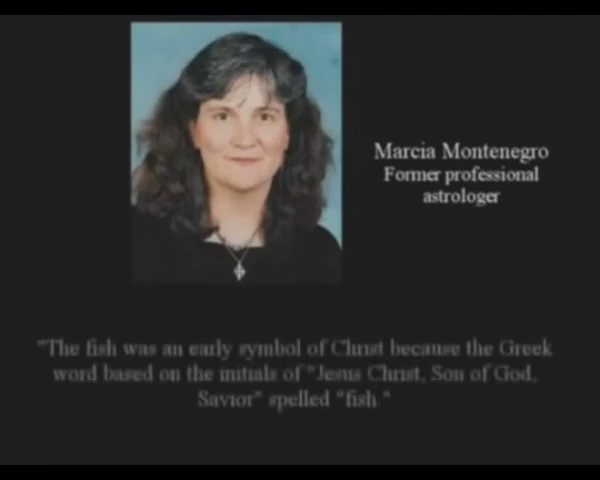 Marcia Montenegro
Former professional
astrologer
"The fish was an early symbol of Christ because the Greek
word based on the initials of "Jesus Christ, Son of God,
Savior" spelled "fish."